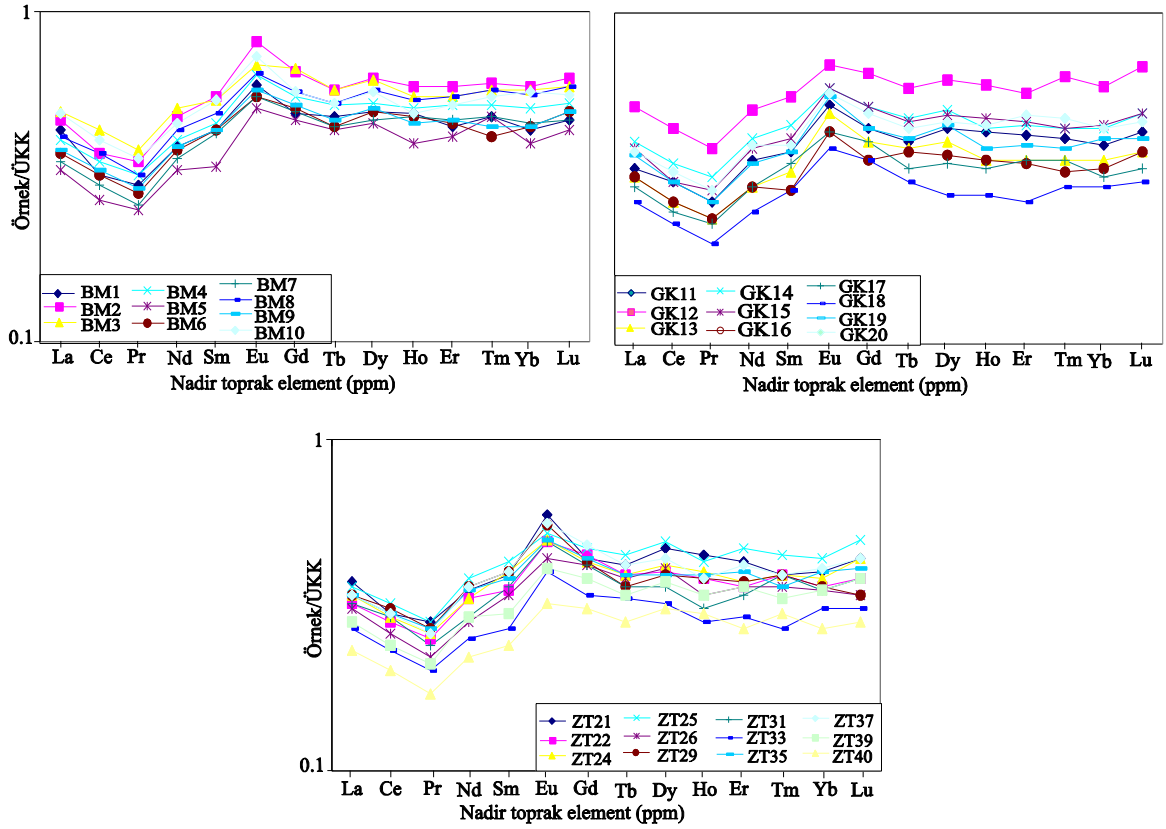 1
Örnek/ÜKK
0.1
BM1 BM4 BM7
BM2 BM5 BM8
BM3 BM6 BM9
BM10
La Ce Pr Nd Sm Eu Gd Tb Dy Ho Er Tm Yb Lu
Nadir toprak element (ppm)
GK11 GK14 GK17
GK12 GK15 GK18
GK13 GK16 GK19
GK20
La Ce Pr Nd Sm Eu Gd Tb Dy Ho Er Tm Yb Lu
Nadir toprak element (ppm)
1
Örnek/ÜKK
0.1
ZT21 ZT25 ZT31 ZT37
ZT22 ZT26 ZT33 ZT39
ZT24 ZT29 ZT35 ZT40
La Ce Pr Nd Sm Eu Gd Tb Dy Ho Er Tm Yb Lu
Nadir toprak element (ppm)